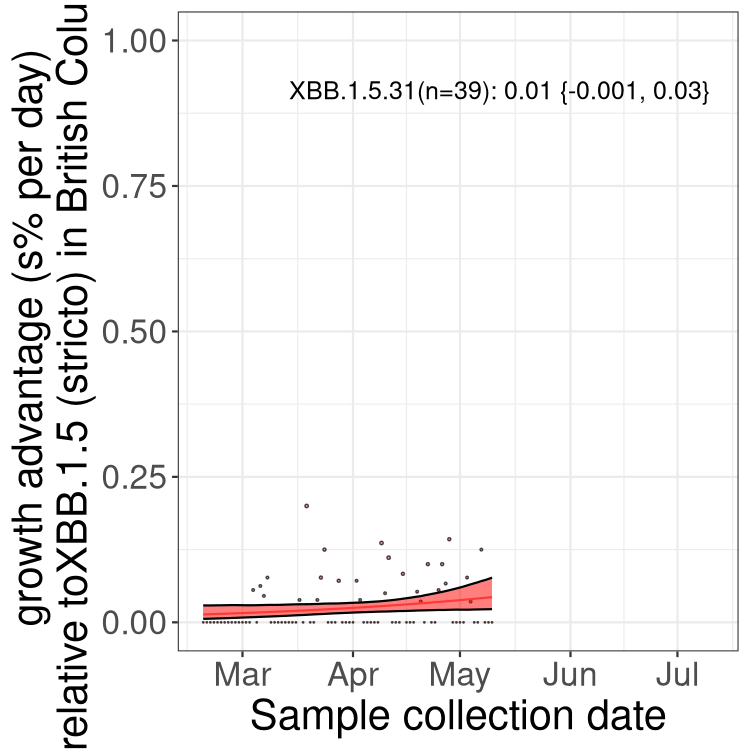 growth advantage (s% per day)
relative toXBB.1.5 (stricto) in British Colu
1.00
0.75
0.50
0.25
0.00
XBB.1.5.31(n=39): 0.01 {-0.001, 0.03}
Mar Apr May Jun Jul
Sample collection date